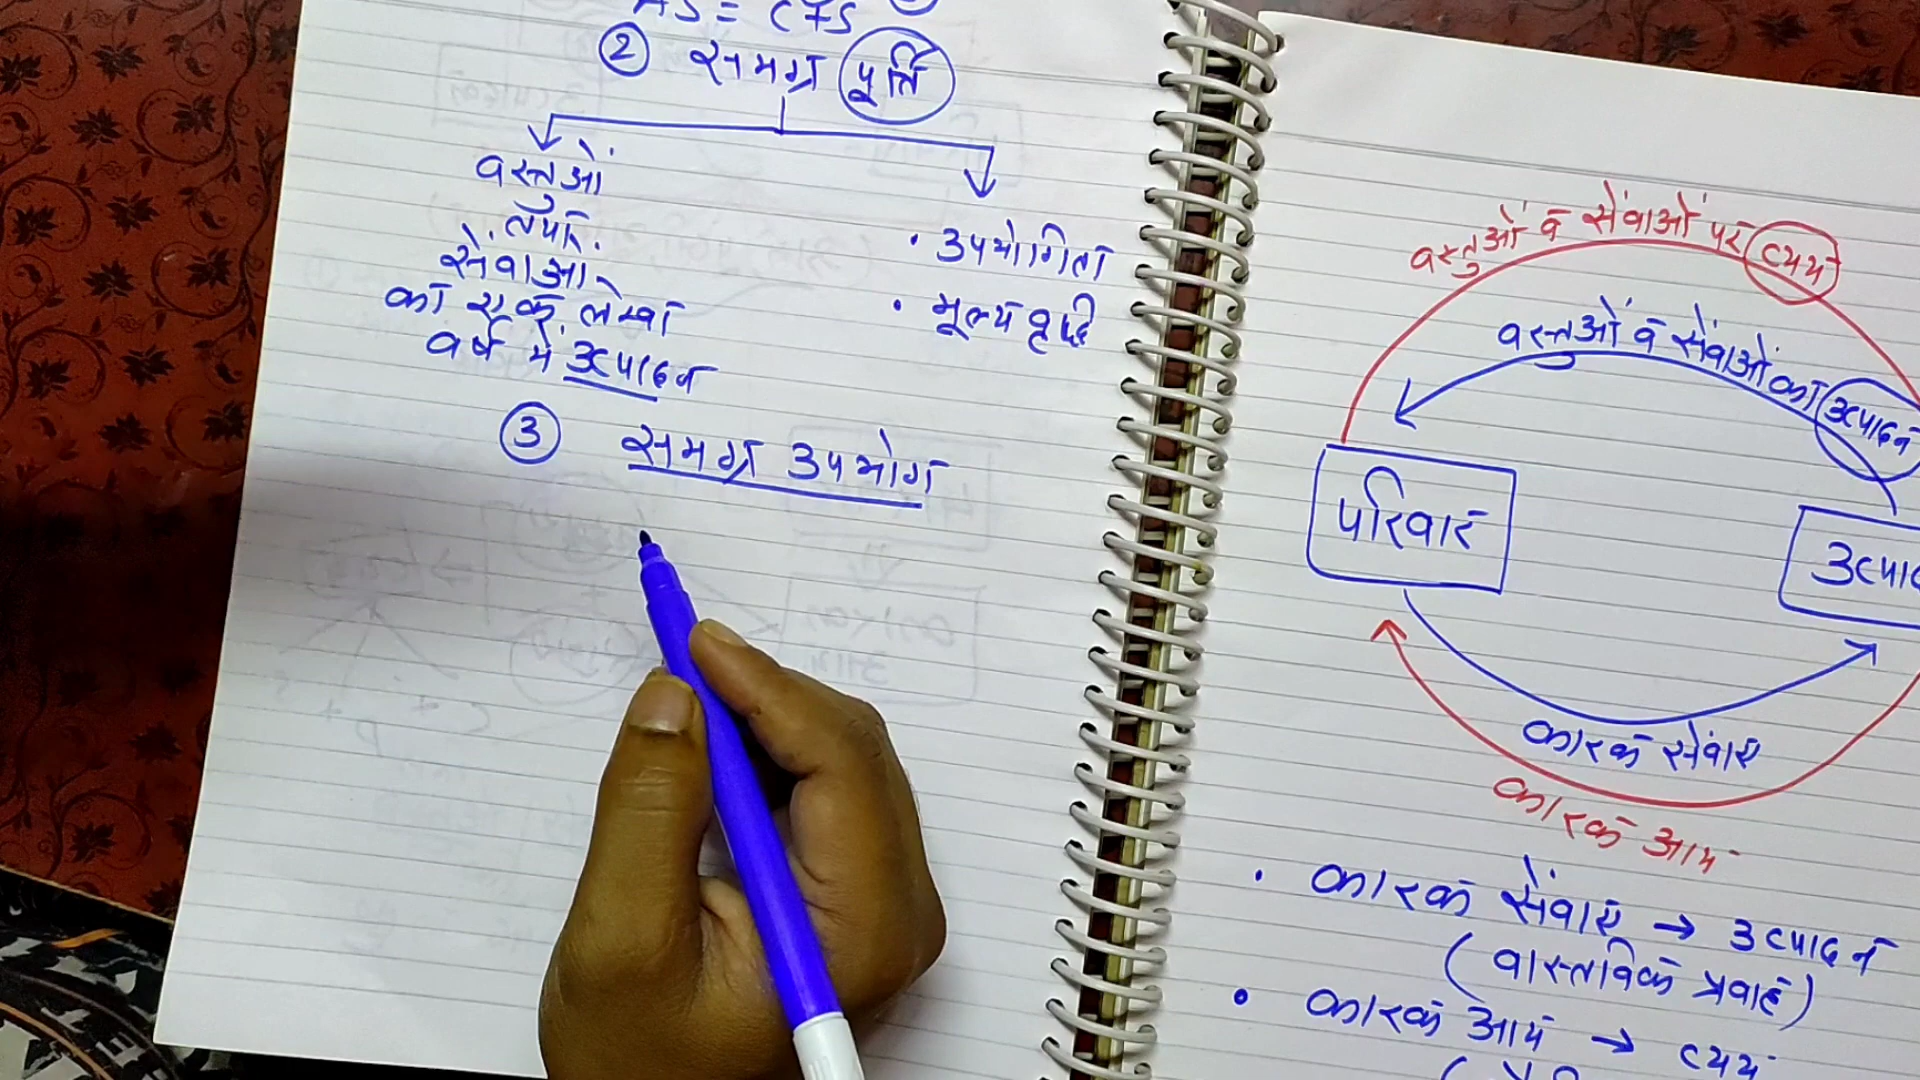 AS = C+S
② समग्र पूर्ति
वस्तुओं
तथा
सेवाओं
का एक लेखा
वर्ष में उत्पादन
• उपयोगिता
• मूल्य वृद्धि
③ समग्र उपभोग
वस्तुओं व सेंवाओं पर व्यय
वस्तुओं व सेंवाओं का उत्पादन
परिवार
उत्पाद
कारक सेंवाए
कारक आय
• कारक सेंवाए → उत्पादन
(वास्तविक प्रवाह)
• कारक आय → व्यय